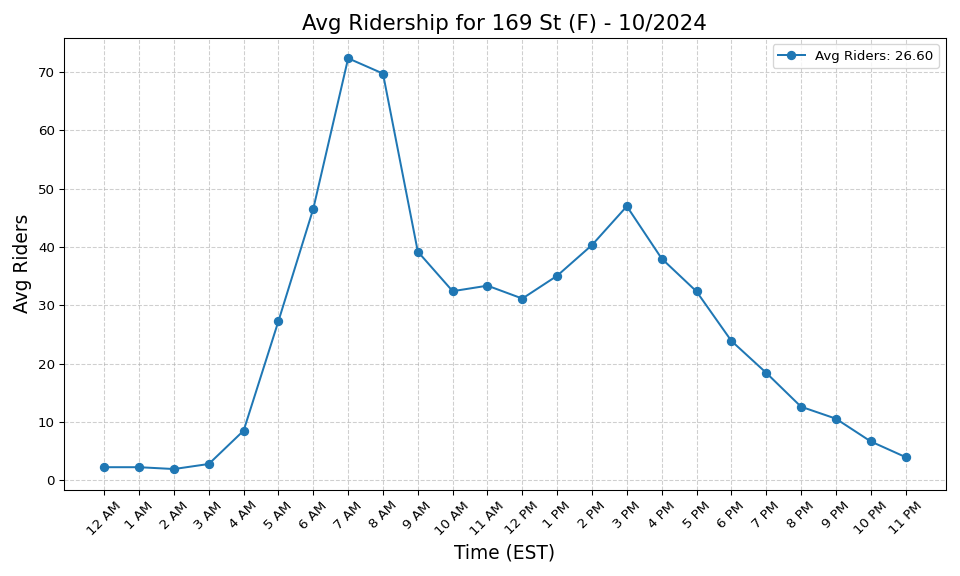 Avg Ridership for 169 St (F) - 10/2024
Avg Riders: 26.60
Avg Riders
70
60
50
40
30
20
10
0
12 AM
1 AM
2 AM
3 AM
4 AM
5 AM
6 AM
7 AM
8 AM
9 AM
10 AM
11 AM
12 PM
1 PM
2 PM
3 PM
4 PM
5 PM
6 PM
7 PM
8 PM
9 PM
10 PM
11 PM
Time (EST)